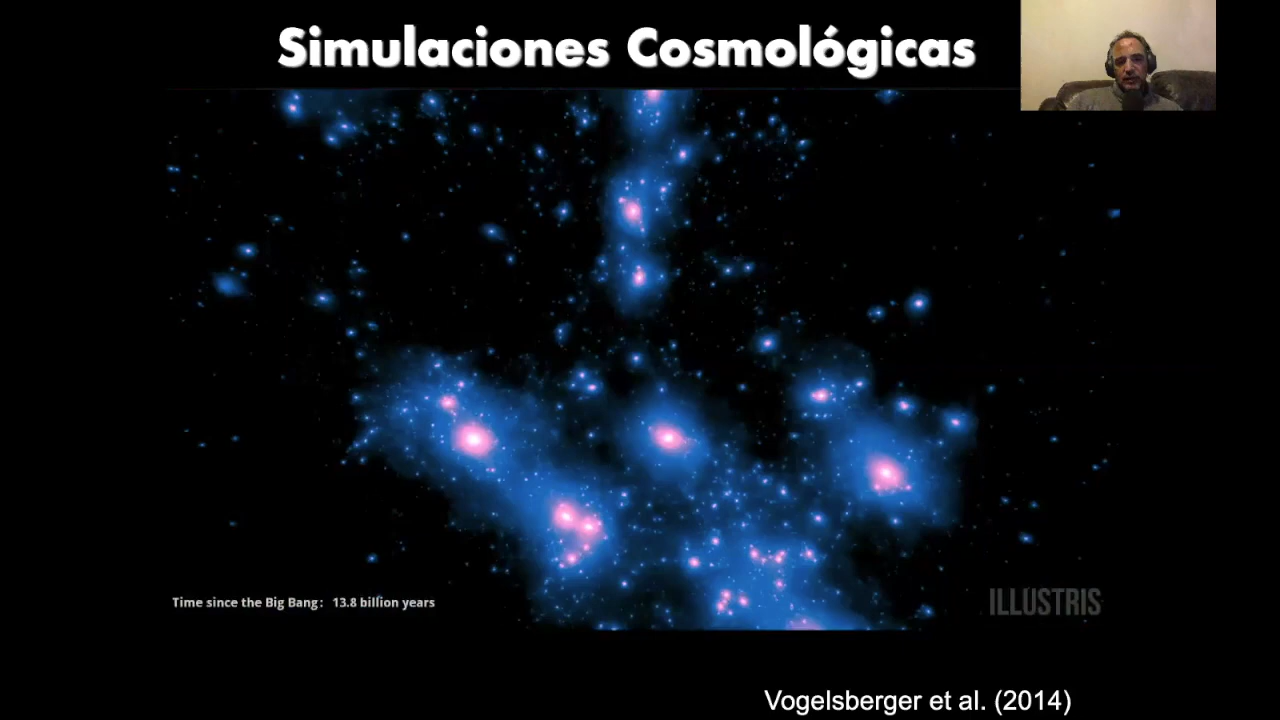 Simulaciones Cosmológicas
Time since the Big Bang: 13.8 billion years
ILLUSTRIS
Vogelsberger et al. (2014)